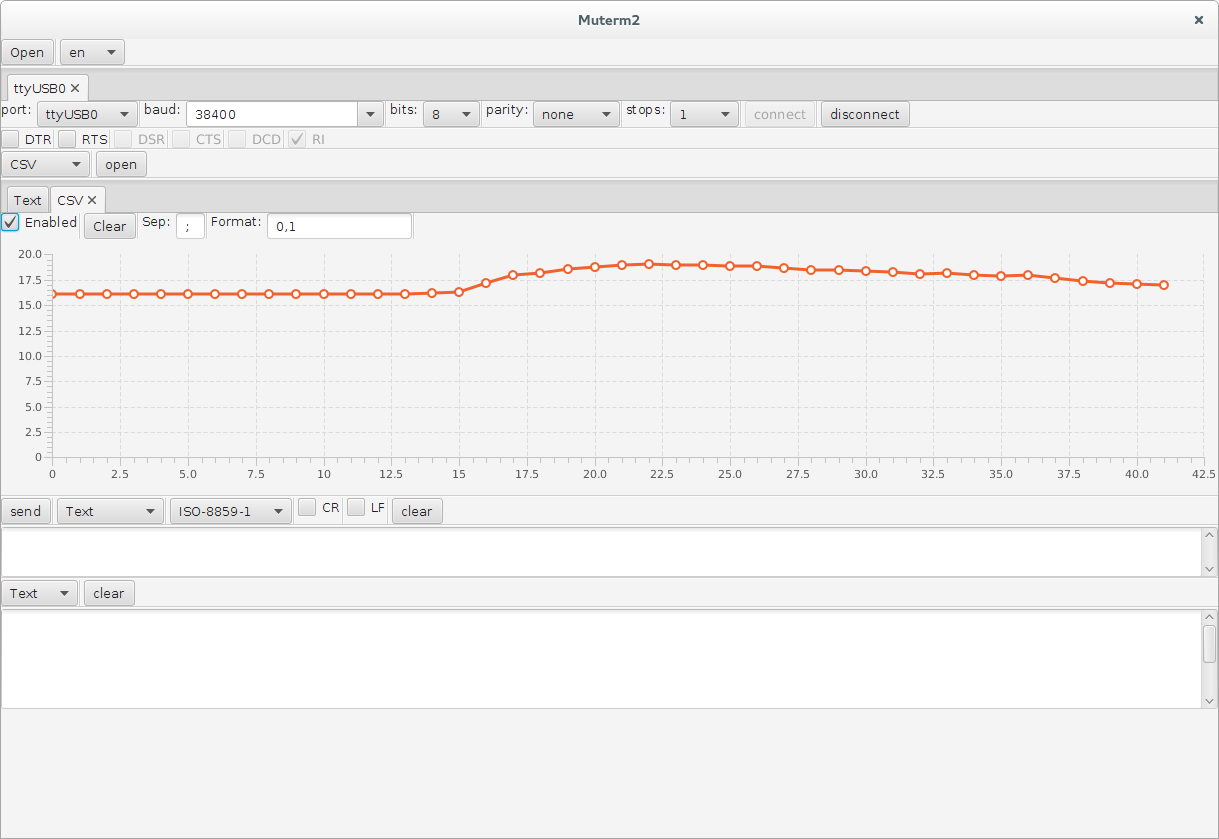 Muterm2
Open en
ttyUSB0
port: ttyUSB0 baud: 38400 bits: 8 parity: none stops: 1 connect disconnect
DTR RTS DSR CTS DCD RI
CSV open
Text CSV
Enabled Clear Sep: ; Format: 0,1
20.0
17.5
15.0
12.5
10.0
7.5
5.0
2.5
0
0 2.5 5.0 7.5 10 12.5 15 17.5 20.0 22.5 25.0 27.5 30.0 32.5 35.0 37.5 40.0 42.5
send Text ISO-8859-1 CR LF clear
Text clear